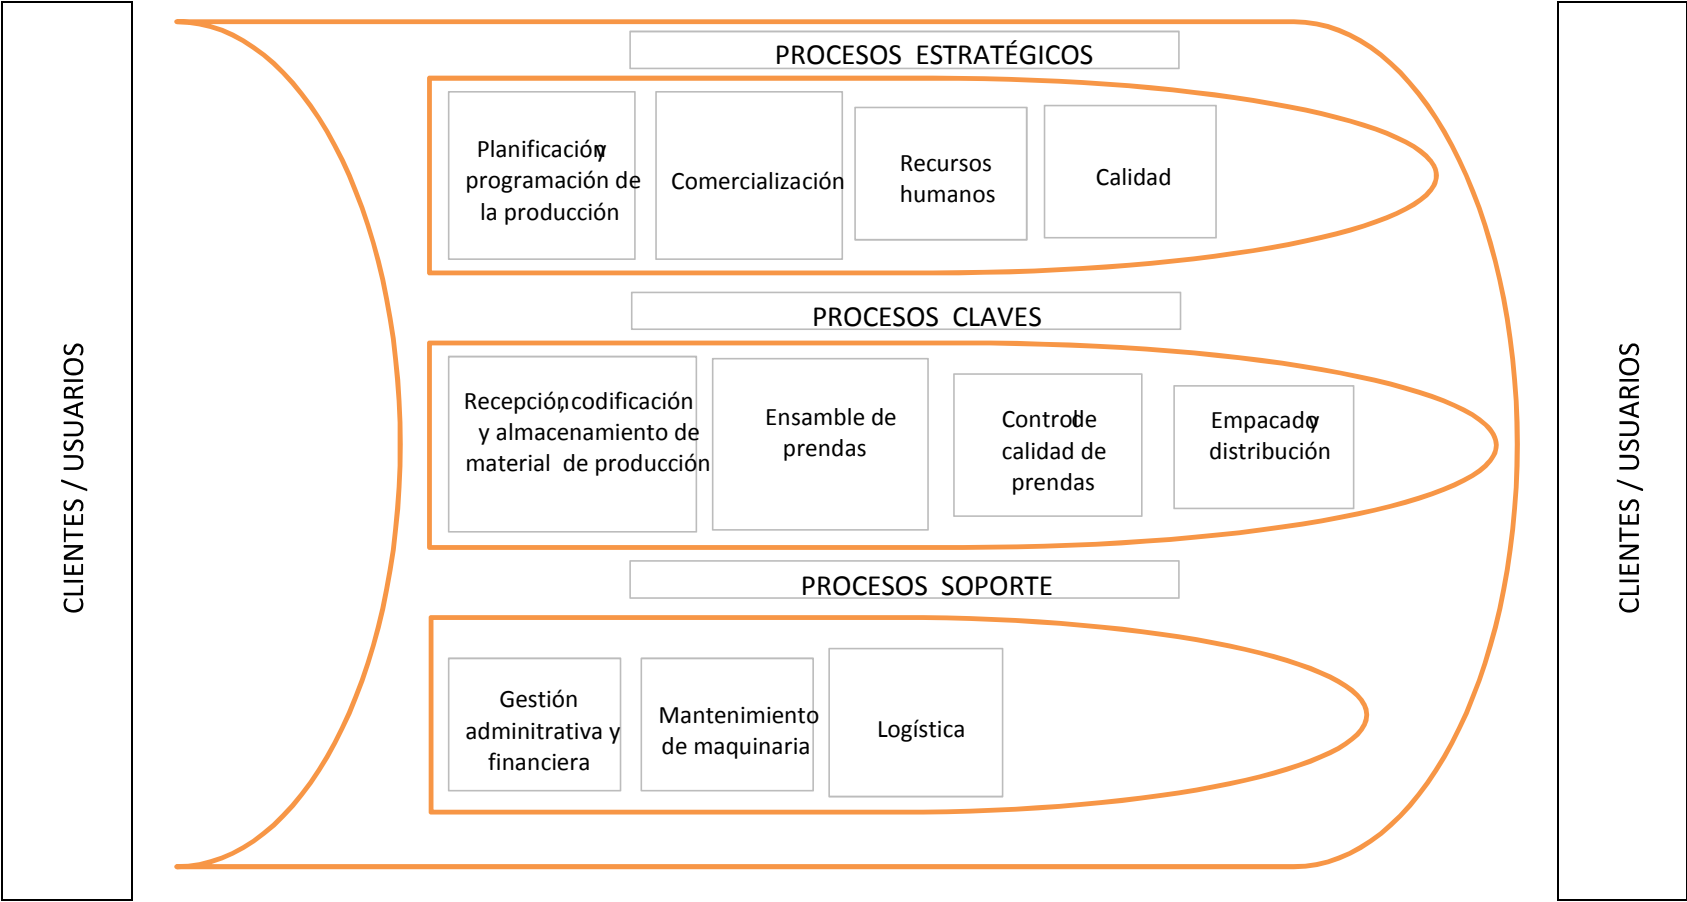 CLIENTES / USUARIOS
PROCESOS ESTRATÉGICOS
Planificación y
programación de
la producción
Comercialización
Recursos
humanos
Calidad
PROCESOS CLAVES
Recepción, codificación
y almacenamiento de
material de producción
Ensamble de
prendas
Control de
calidad de
prendas
Empacado y
distribución
PROCESOS SOPORTE
Gestión
adminitrativa y
financiera
Mantenimiento
de maquinaria
Logística
CLIENTES / USUARIOS